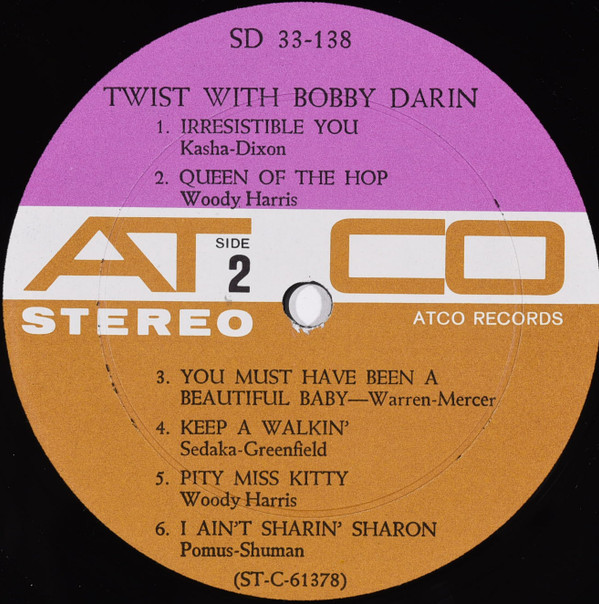 SD 33-138
TWIST WITH BOBBY DARIN
1. IRRESISTIBLE YOU
Kasha-Dixon
2. QUEEN OF THE HOP
Woody Harris
ATCO
SIDE
2
STEREO
ATCO RECORDS
3. YOU MUST HAVE BEEN A
BEAUTIFUL BABY—Warren-Mercer
4. KEEP A WALKIN'
Sedaka-Greenfield
5. PITY MISS KITTY
Woody Harris
6. I AIN'T SHARIN' SHARON
Pomus-Shuman
(ST-C-61378)